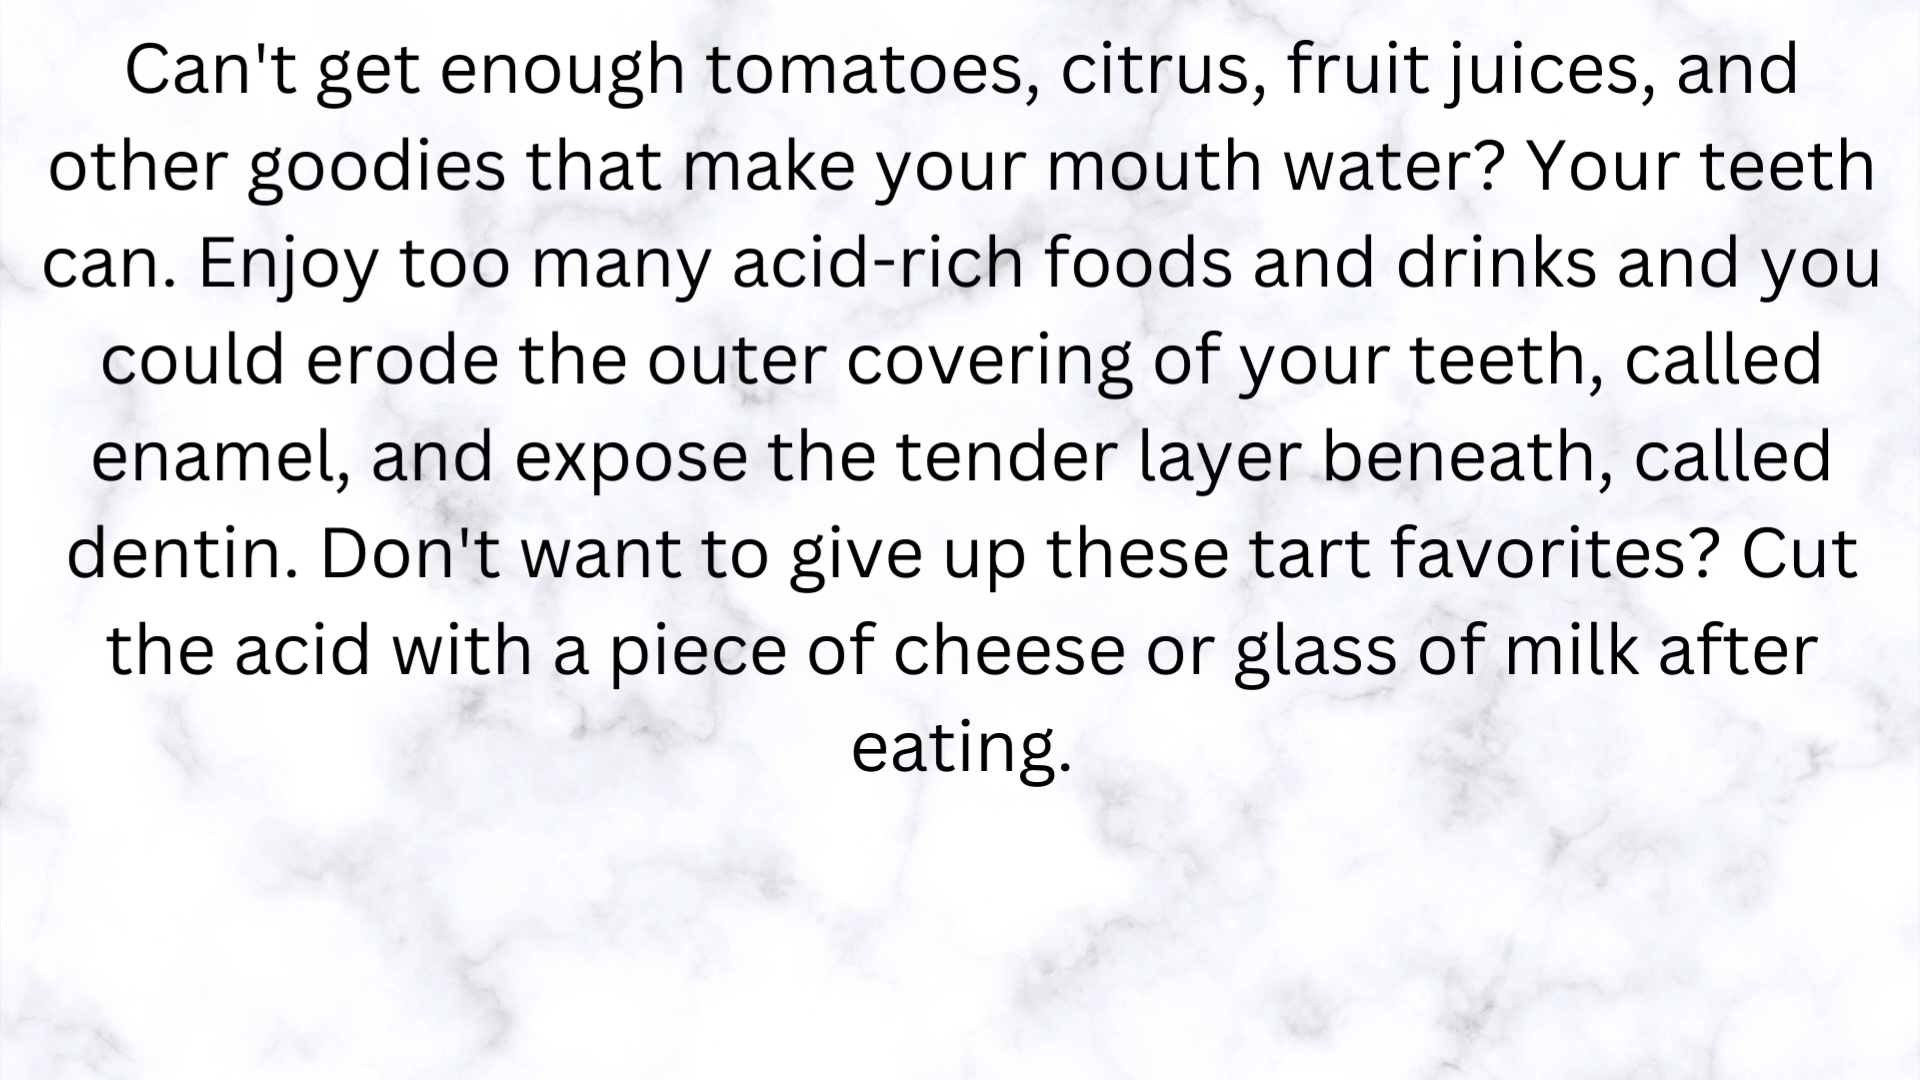 Can't get enough tomatoes, citrus, fruit juices, and
other goodies that make your mouth water? Your teeth
can. Enjoy too many acid-rich foods and drinks and you
could erode the outer covering of your teeth, called
enamel, and expose the tender layer beneath, called
dentin. Don't want to give up these tart favorites? Cut
the acid with a piece of cheese or glass of milk after
eating.